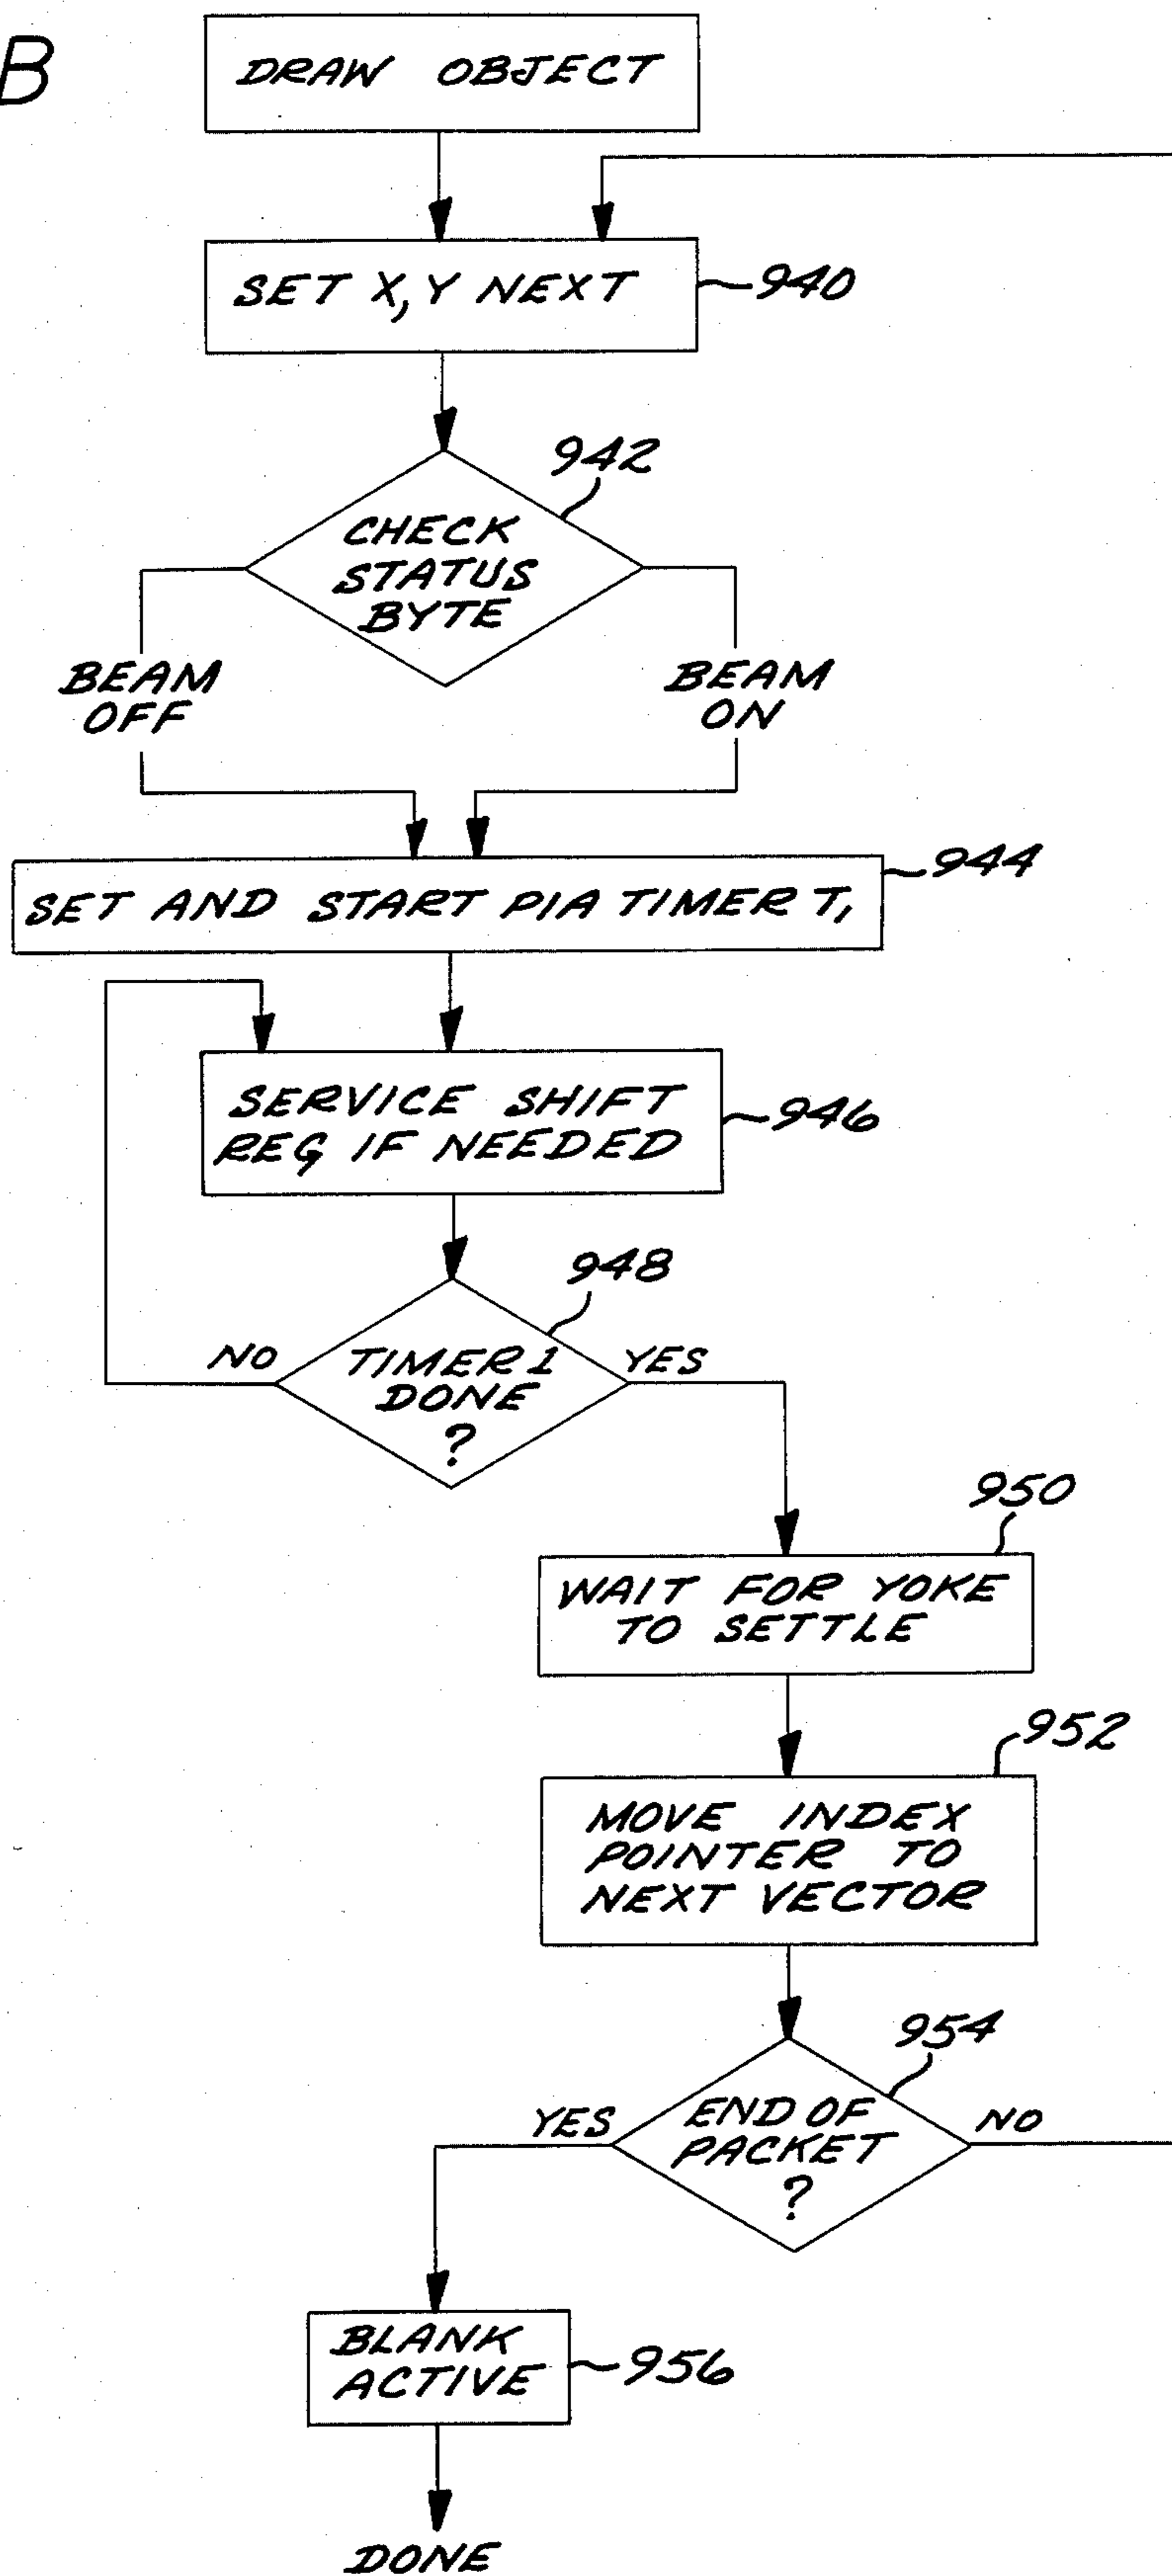 B
DRAW OBJECT
SET X,Y NEXT
940
942
CHECK
STATUS
BYTE
BEAM
OFF
BEAM
ON
944
SET AND START PIA TIMER T,
SERVICE SHIFT
REG IF NEEDED
946
948
NO
TIMER 1
DONE
?
YES
950
WAIT FOR YOKE
TO SETTLE
952
MOVE INDEX
POINTER TO
NEXT VECTOR
954
YES
END OF
PACKET
?
NO
BLANK
ACTIVE
956
DONE